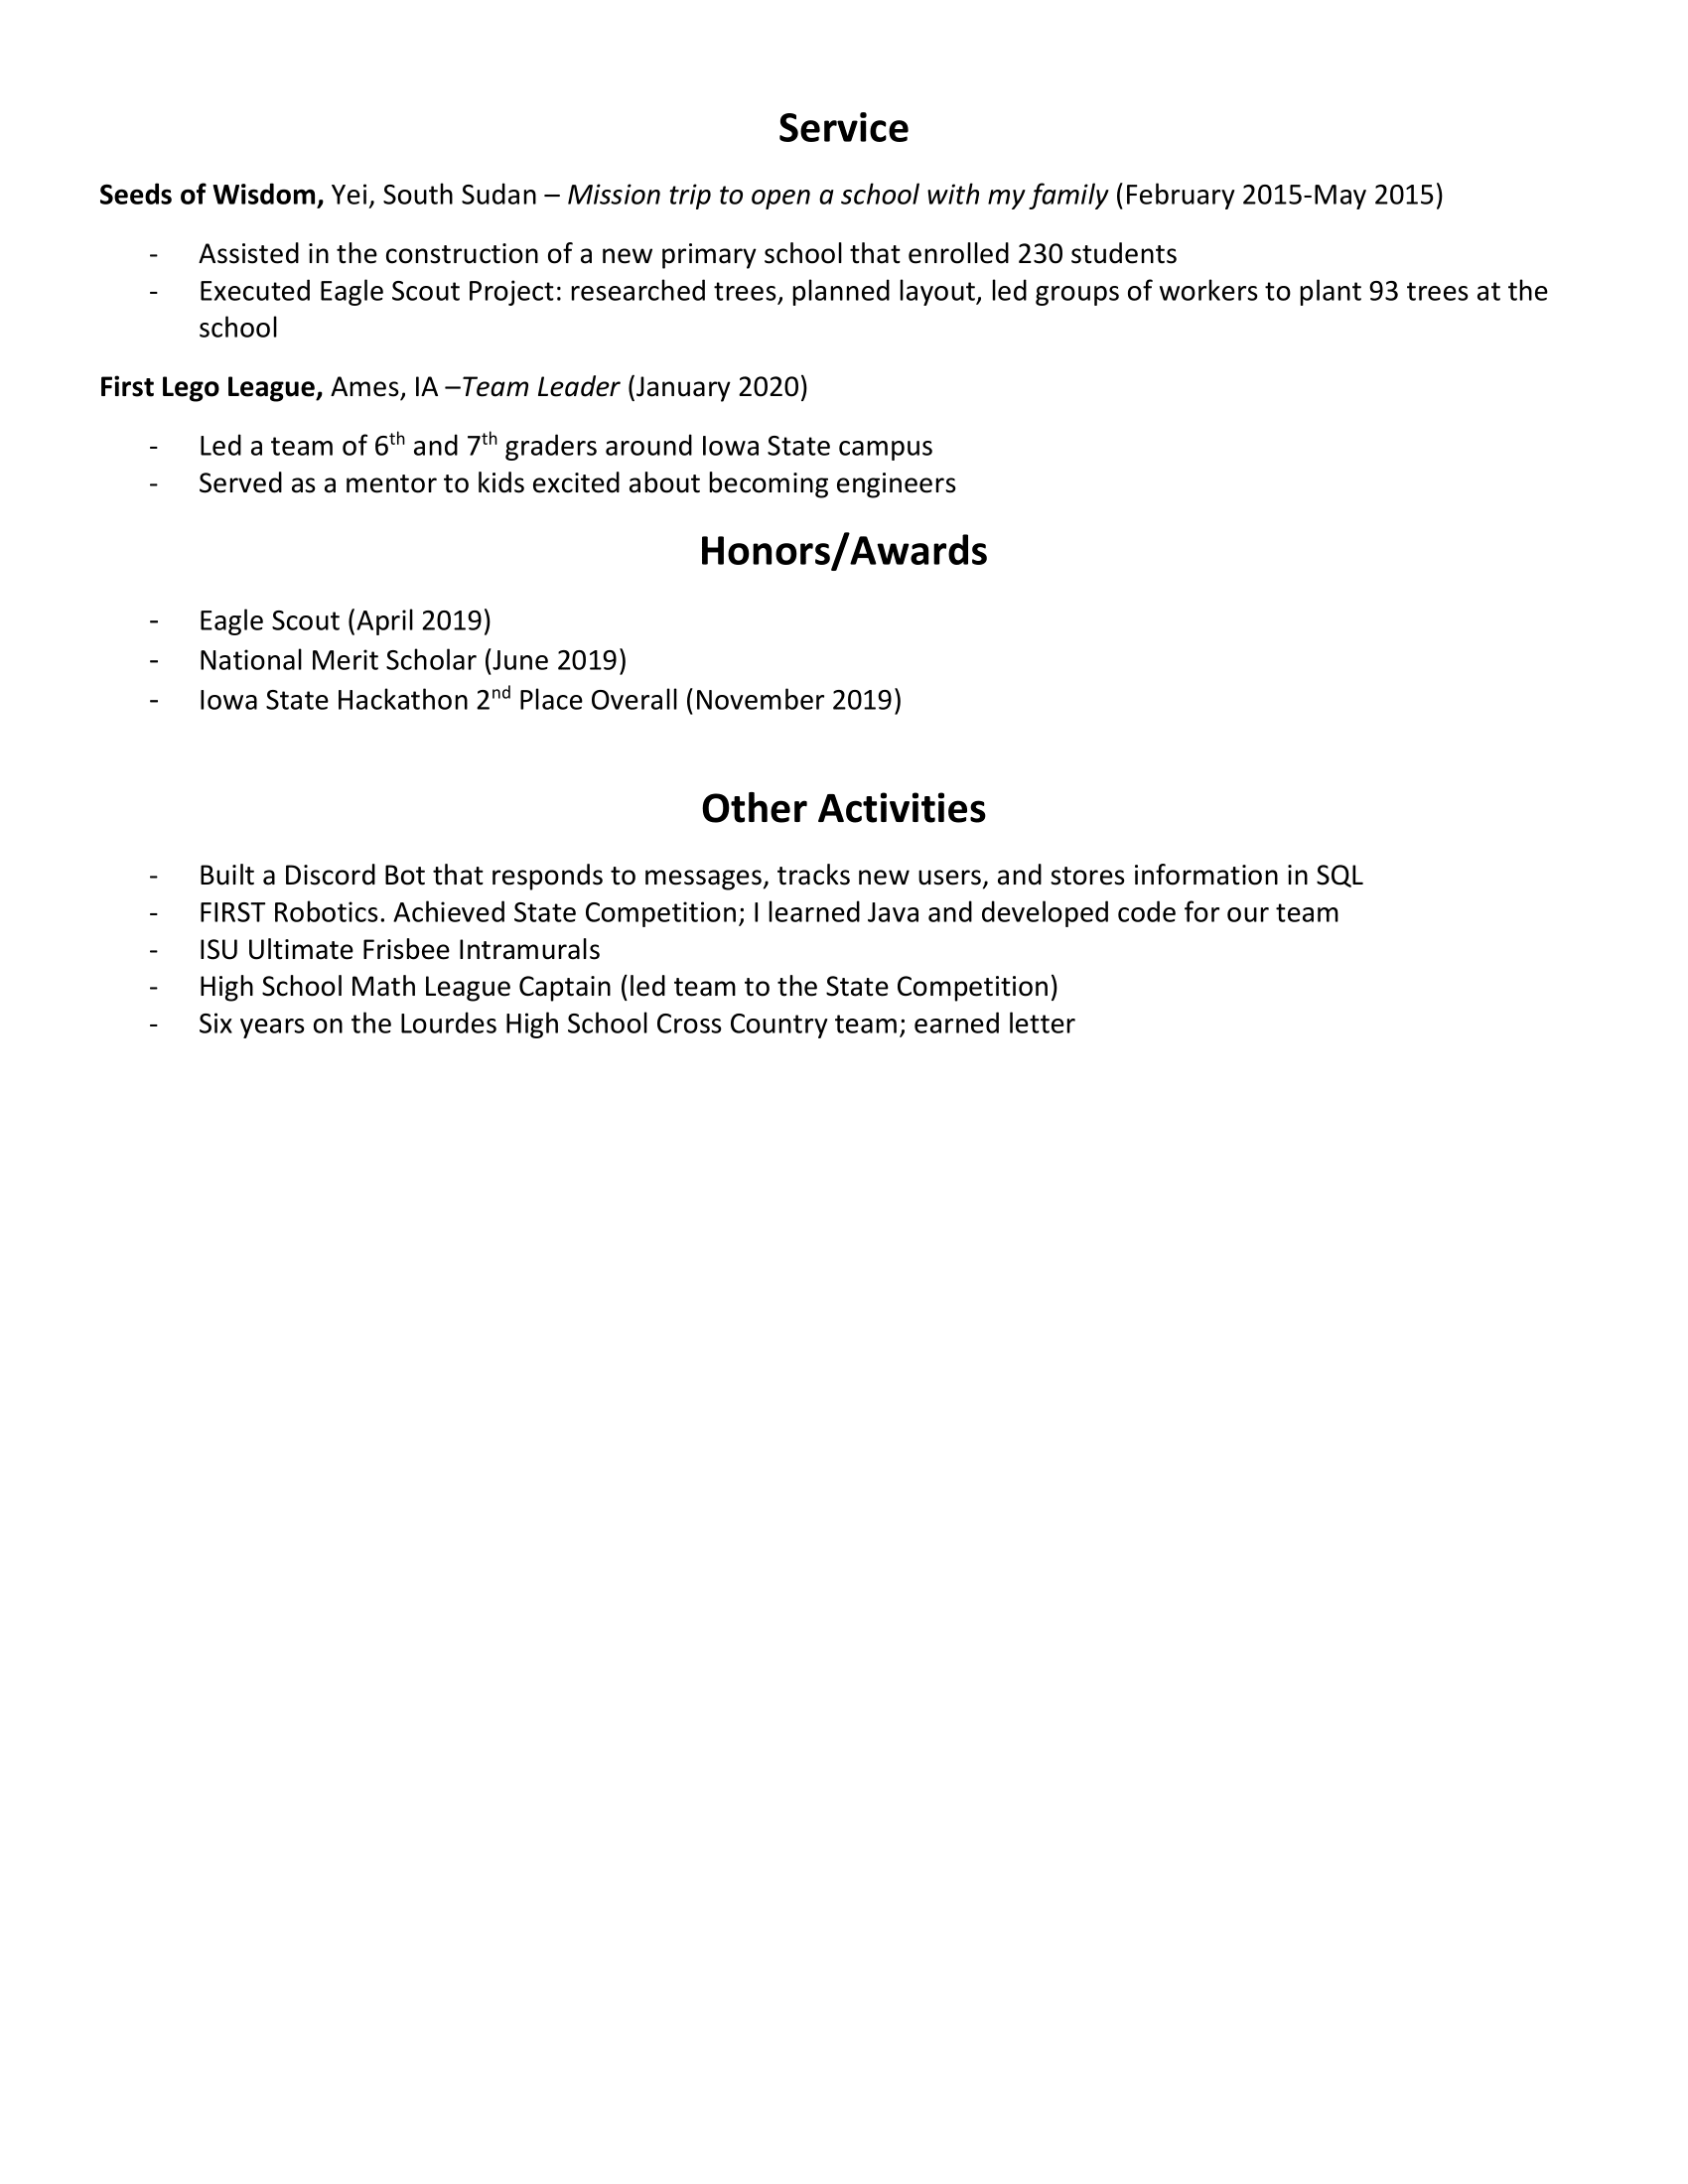 Service
Seeds of Wisdom, Yei, South Sudan – Mission trip to open a school with my family (February 2015-May 2015)
- Assisted in the construction of a new primary school that enrolled 230 students
- Executed Eagle Scout Project: researched trees, planned layout, led groups of workers to plant 93 trees at the
school
First Lego League, Ames, IA –Team Leader (January 2020)
- Led a team of 6th and 7th graders around Iowa State campus
- Served as a mentor to kids excited about becoming engineers
Honors/Awards
- Eagle Scout (April 2019)
- National Merit Scholar (June 2019)
- Iowa State Hackathon 2nd Place Overall (November 2019)
Other Activities
- Built a Discord Bot that responds to messages, tracks new users, and stores information in SQL
- FIRST Robotics. Achieved State Competition; I learned Java and developed code for our team
- ISU Ultimate Frisbee Intramurals
- High School Math League Captain (led team to the State Competition)
- Six years on the Lourdes High School Cross Country team; earned letter